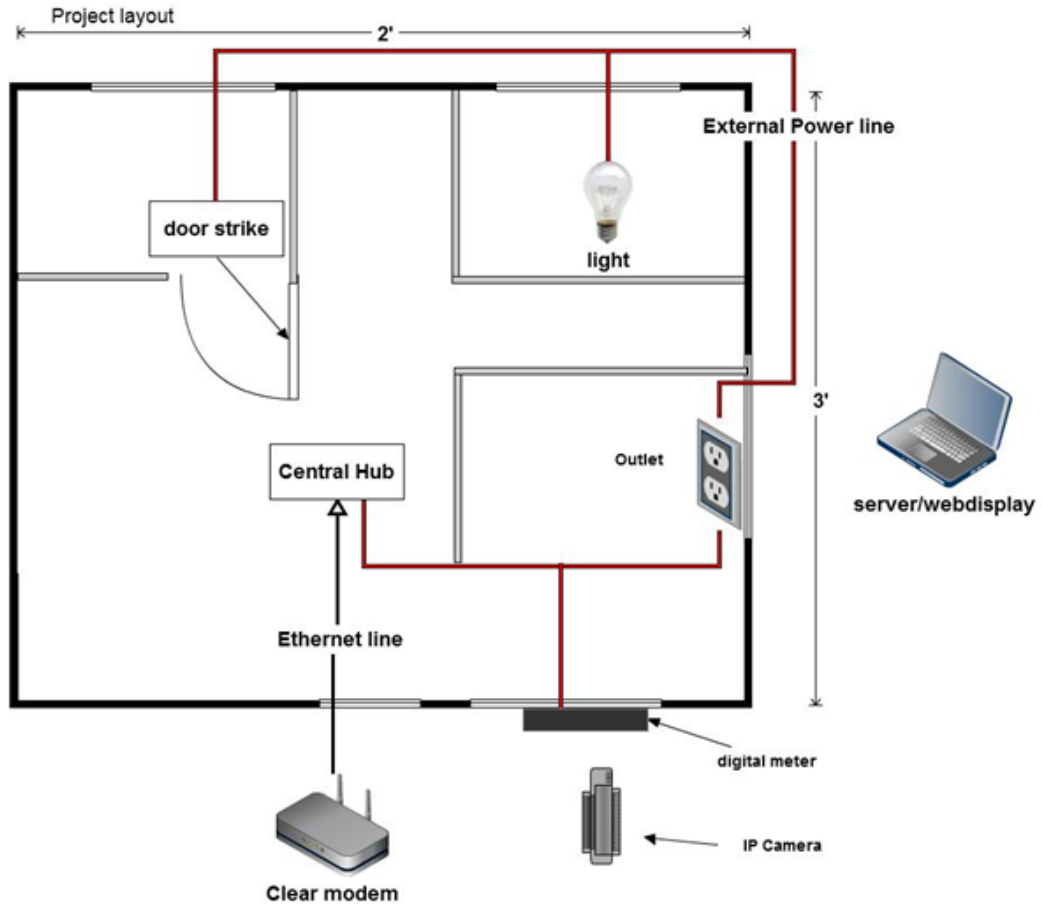 Project layout
2'
External Power line
door strike
light
3'
Outlet
Central Hub
server/webdisplay
Ethernet line
digital meter
IP Camera
Clear modem